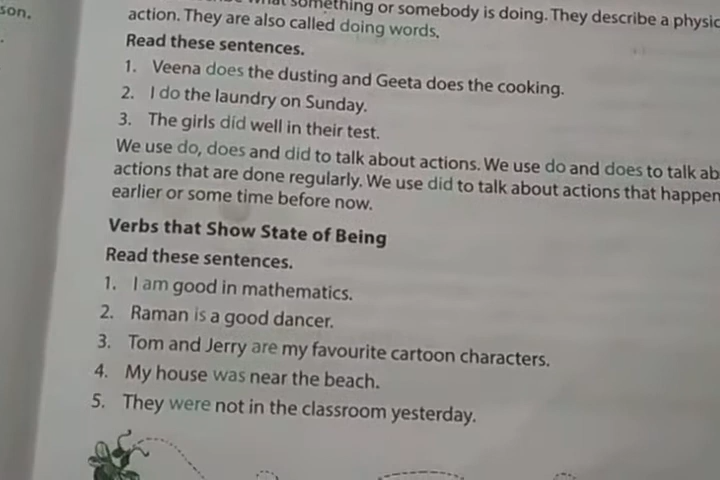 son.
what something or somebody is doing. They describe a physic
action. They are also called doing words.
Read these sentences.
1. Veena does the dusting and Geeta does the cooking.
2. I do the laundry on Sunday.
3. The girls did well in their test.
We use do, does and did to talk about actions. We use do and does to talk ab
actions that are done regularly. We use did to talk about actions that happen
earlier or some time before now.
Verbs that Show State of Being
Read these sentences.
1. I am good in mathematics.
2. Raman is a good dancer.
3. Tom and Jerry are my favourite cartoon characters.
4. My house was near the beach.
5. They were not in the classroom yesterday.